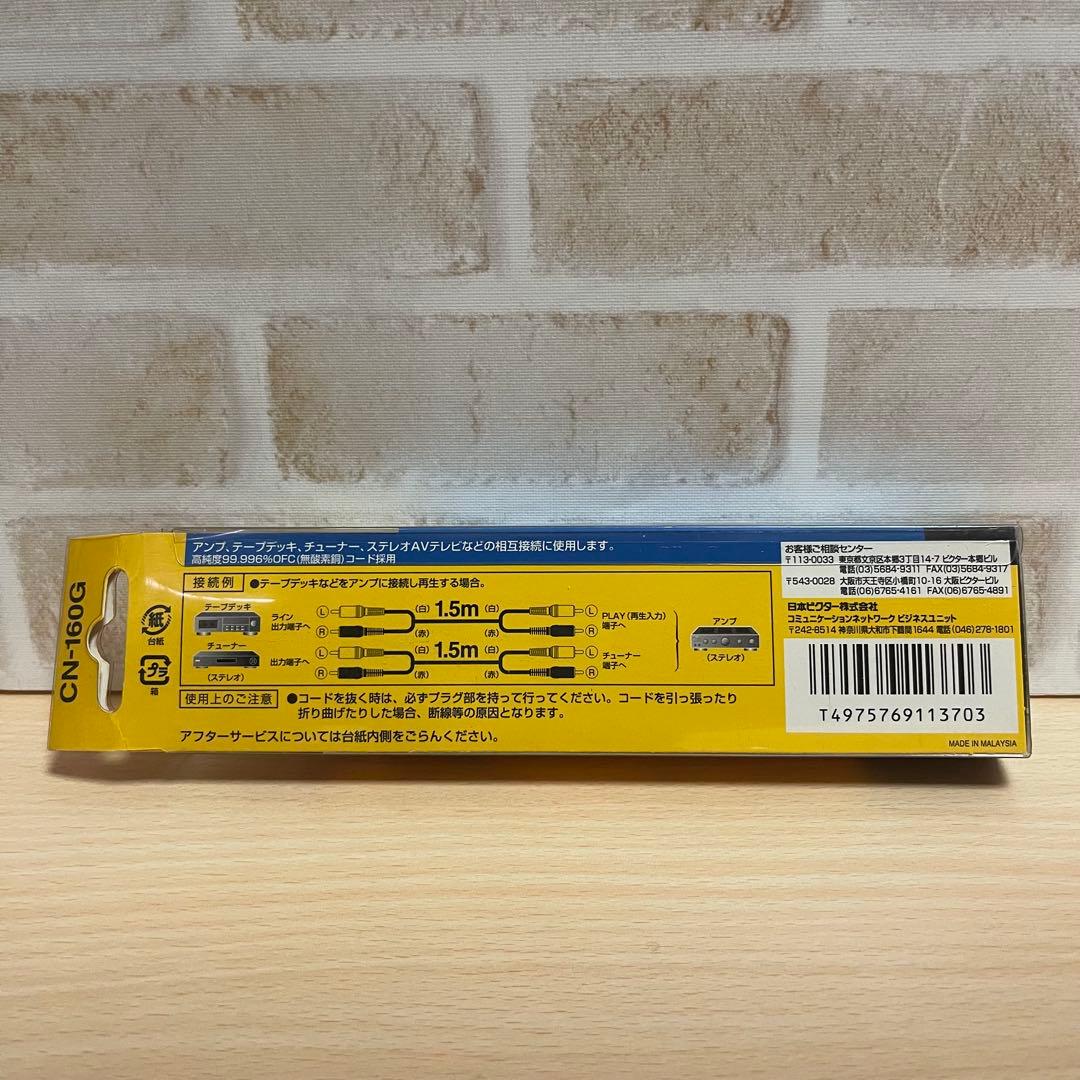 CN-160G
紙
台紙
プラ
箱
アンプ、テープデッキ、チューナー、ステレオAVテレビなどの相互接続に使用します。
高純度99.996%OFC(無酸素銅)コード採用
接続例
●テープデッキなどをアンプに接続し再生する場合。
テープデッキ
ライン
出力端子へ
L
R
(白)
(赤)
1.5m
(白)
(赤)
L
R
PLAY(再生入力)
端子へ
チューナー
(ステレオ)
出力端子へ
L
R
(白)
(赤)
1.5m
(白)
(赤)
L
R
チューナー
端子へ
アンプ
(ステレオ)
使用上のご注意
●コードを抜く時は、必ずプラグ部を持って行ってください。コードを引っ張ったり
折り曲げたりした場合、断線等の原因となります。
アフターサービスについては台紙内側をごらんください。
お客様ご相談センター
〒113-0033 東京都文京区本郷3丁目14-7 ビクター本郷ビル
電話(03)5684-9311 FAX(03)5684-9317
〒543-0028 大阪市天王寺区小橋町10-16 大阪ビクタービル
電話(06)6765-4161 FAX(06)6765-4891
日本ビクター株式会社
コミュニケーションネットワーク ビジネスユニット
〒242-8514 神奈川県大和市下鶴間1644 電話(046)278-1801
T4975769113703
MADE IN MALAYSIA